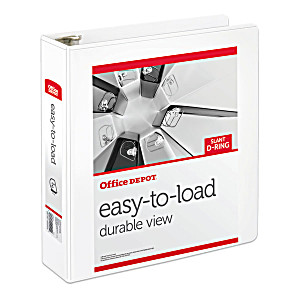 Office DEPOT
easy-to-load
SLANT
D-RING
Office DEPOT
easy-to-load
durable view